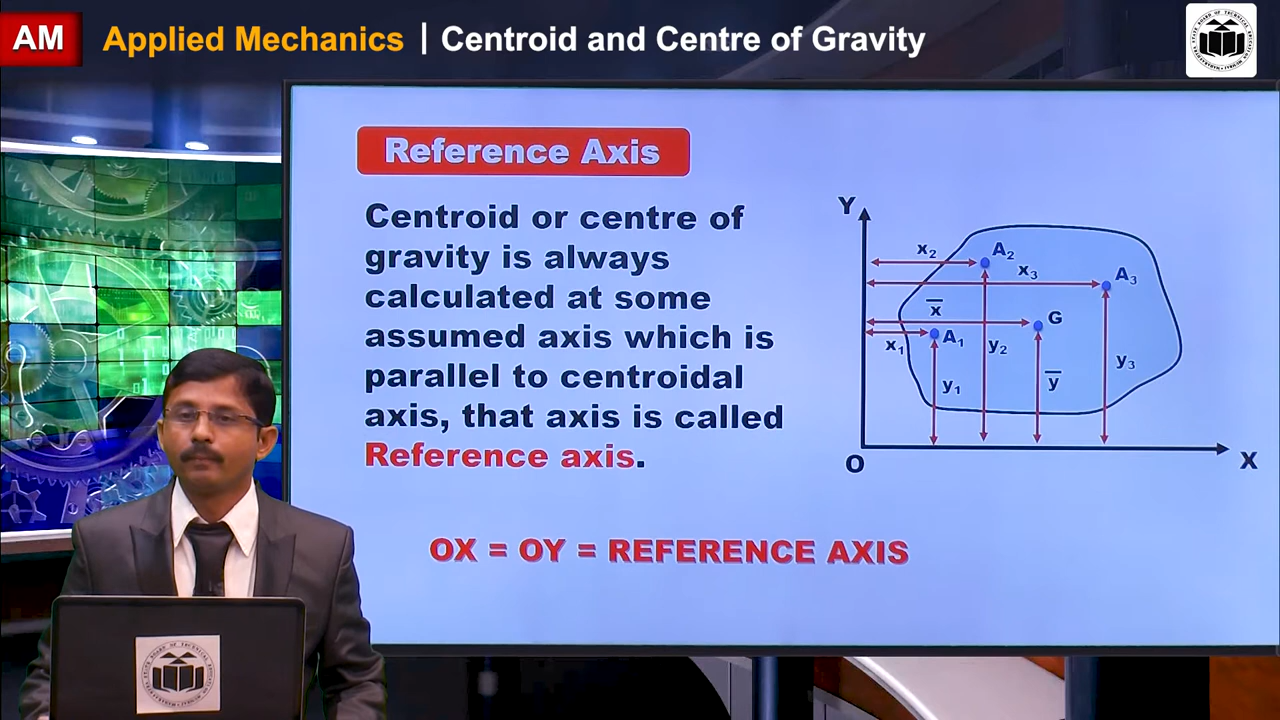 AM
Applied Mechanics | Centroid and Centre of Gravity
Reference Axis
Centroid or centre of
gravity is always
calculated at some
assumed axis which is
parallel to centroidal
axis, that axis is called
Reference axis.
Y
x₂
A₂
x₃
A₃
x̅
G
x₁
A₁
y₂
y₃
y₁
y̅
O
X
OX = OY = REFERENCE AXIS